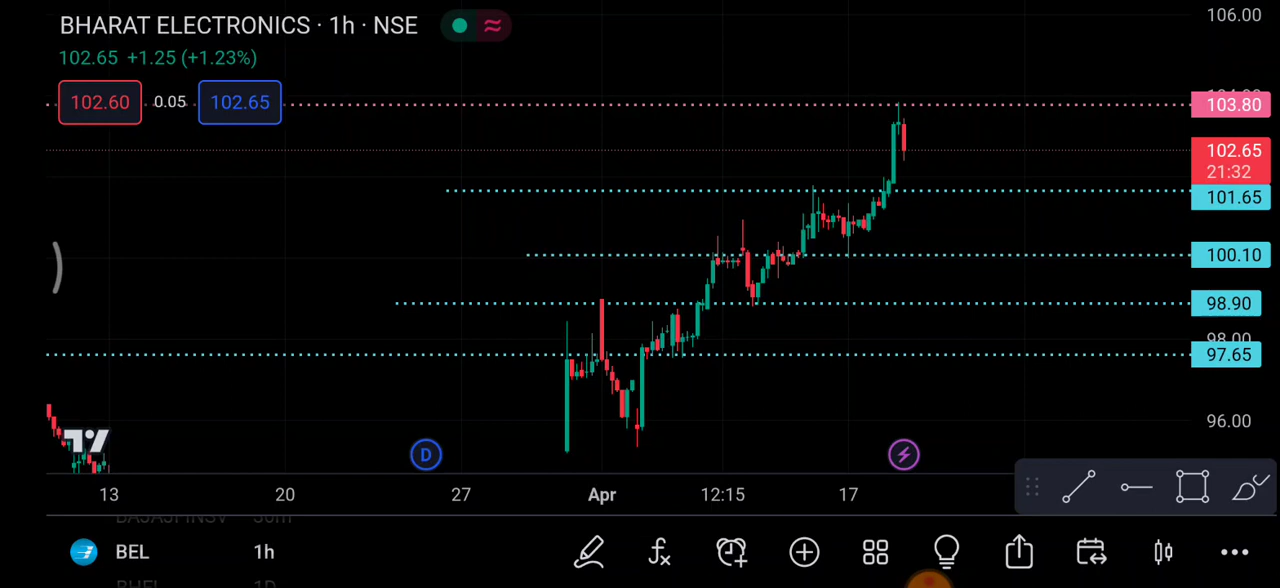 BHARAT ELECTRONICS · 1h · NSE
106.00
102.65 +1.25 (+1.23%)
102.60 0.05 102.65
103.80
102.65
21:32
101.65
100.10
98.90
98.00
97.65
96.00
D
13 20 27 Apr 12:15 17
BEL 1h